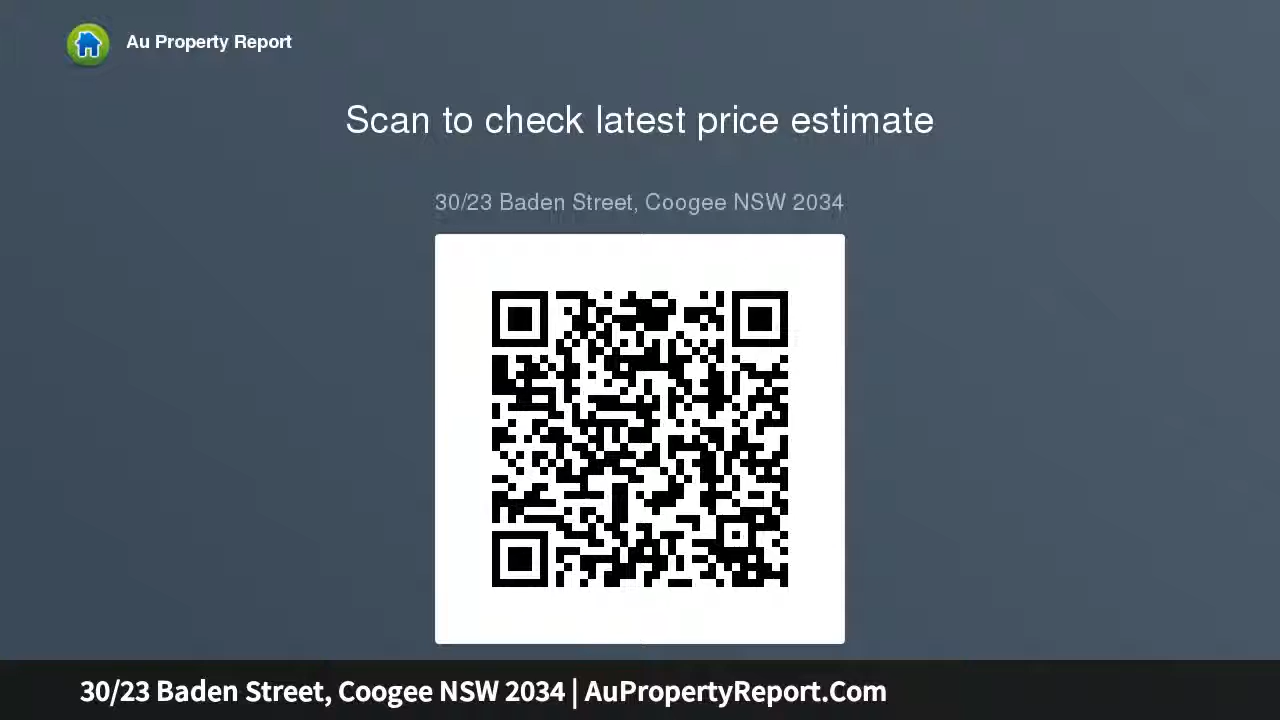 Au Property Report
Scan to check latest price estimate
30/23 Baden Street, Coogee NSW 2034
30/23 Baden Street, Coogee NSW 2034 | AuPropertyReport.Com